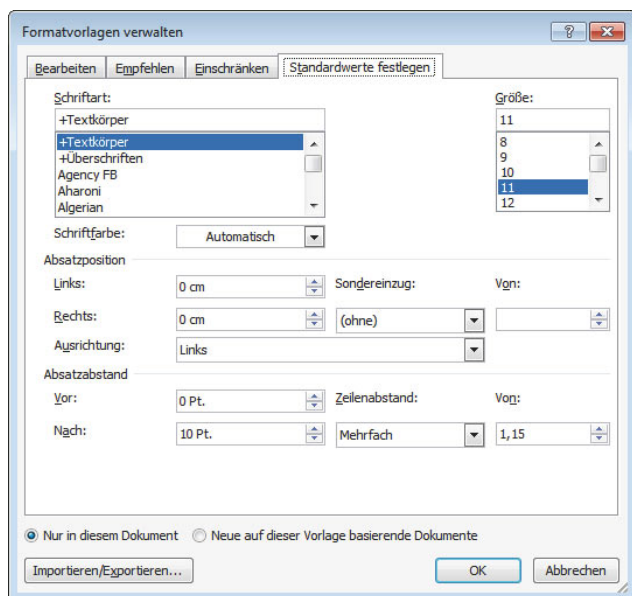 Formatvorlagen verwalten
Bearbeiten Empfehlen Einschränken Standardwerte festlegen
Schriftart: Größe:
+Textkörper 11
+Textkörper 8
+Überschriften 9
Agency FB 10
Aharoni 11
Algerian 12
Schriftfarbe: Automatisch
Absatzposition
Links: 0 cm Sondereinzug: Von:
Rechts: 0 cm (ohne)
Ausrichtung: Links
Absatzabstand
Vor: 0 Pt. Zeilenabstand: Von:
Nach: 10 Pt. Mehrfach 1,15
Nur in diesem Dokument Neue auf dieser Vorlage basierende Dokumente
Importieren/Exportieren... OK Abbrechen